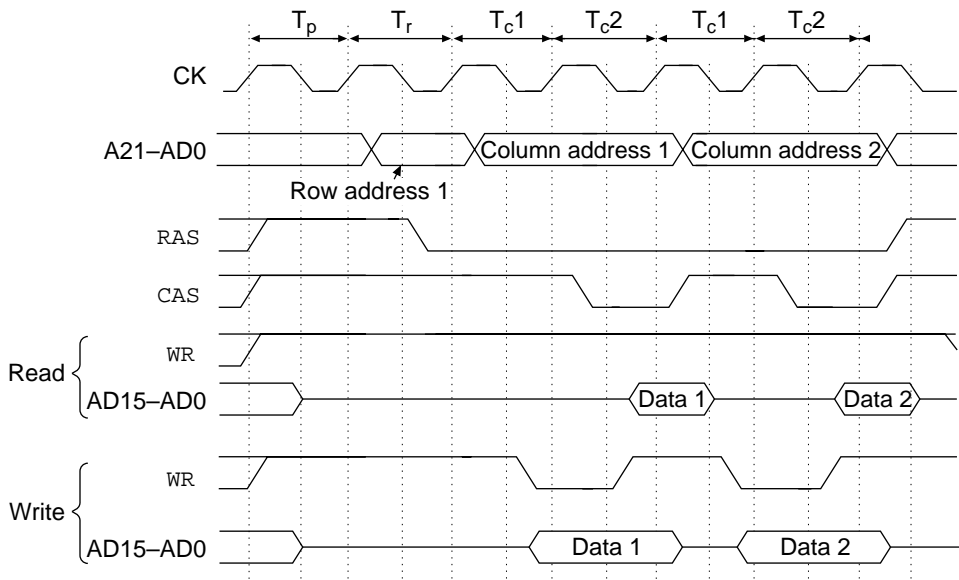 Tp Tr Tc1 Tc2 Tc1 Tc2
CK
A21–AD0 Column address 1 Column address 2
Row address 1
RAS
CAS
WR
Read
AD15–AD0 Data 1 Data 2
WR
Write
AD15–AD0 Data 1 Data 2